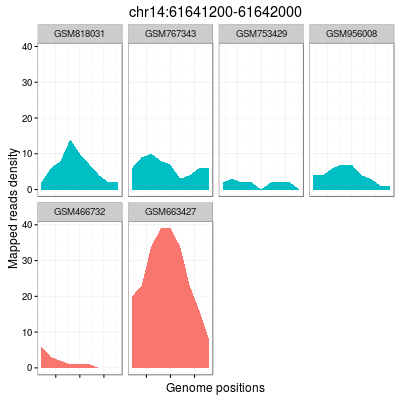 chr14:61641200-61642000
GSM818031 GSM767343 GSM753429 GSM956008
40
30
20
10
0
Mapped reads density
GSM466732 GSM663427
40
30
20
10
0
Genome positions